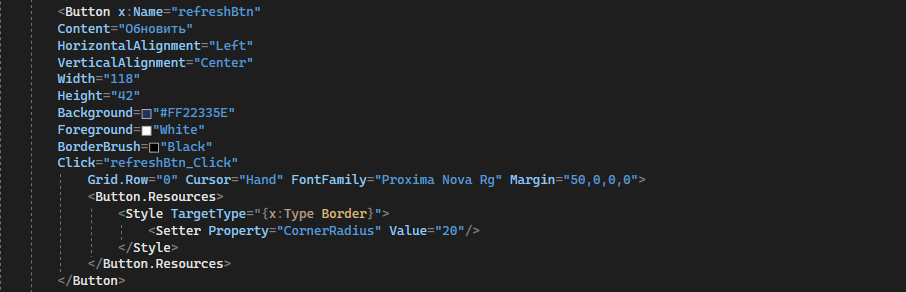 <Button x:Name="refreshBtn"
Content="Обновить"
HorizontalAlignment="Left"
VerticalAlignment="Center"
Width="118"
Height="42"
Background="#FF22335E"
Foreground="White"
BorderBrush="Black"
Click="refreshBtn_Click"
Grid.Row="0" Cursor="Hand" FontFamily="Proxima Nova Rg" Margin="50,0,0,0">
<Button.Resources>
<Style TargetType="{x:Type Border}">
<Setter Property="CornerRadius" Value="20"/>
</Style>
</Button.Resources>
</Button>